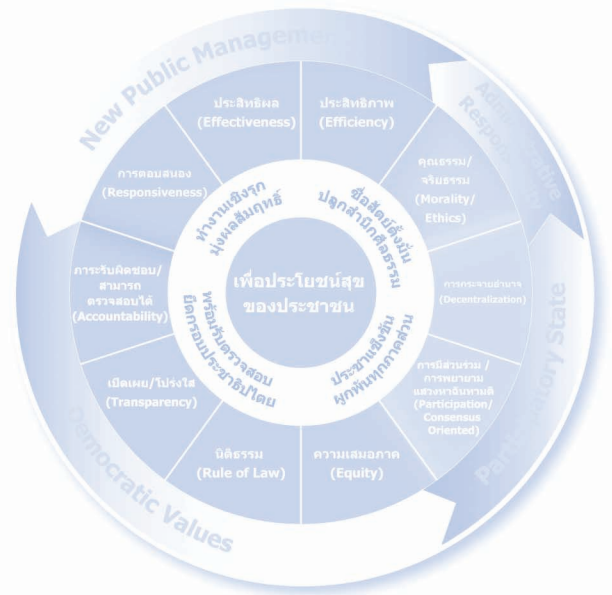 New Public Management
Administrative
Responsibility
Participatory State
Democratic Values
ประสิทธิผล
(Effectiveness)
ประสิทธิภาพ
(Efficiency)
คุณธรรม/
จริยธรรม
(Morality/
Ethics)
การกระจายอำนาจ
(Decentralization)
การมีส่วนร่วม /
การพยายาม
แสวงหาฉันทามติ
(Participation/
Consensus
Oriented)
ความเสมอภาค
(Equity)
นิติธรรม
(Rule of Law)
เปิดเผย/โปร่งใส
(Transparency)
ภาระรับผิดชอบ/
สามารถ
ตรวจสอบได้
(Accountability)
การตอบสนอง
(Responsiveness)
ทำงานเชิงรุก
มุ่งผลสัมฤทธิ์
ซื่อสัตย์ตั้งมั่น
ปลูกสำนึกศีลธรรม
ประชาแข็งขัน
ผูกพันทุกภาคส่วน
พร้อมรับตรวจสอบ
ยึดกรอบประชาธิปไตย
เพื่อประโยชน์สุข
ของประชาชน